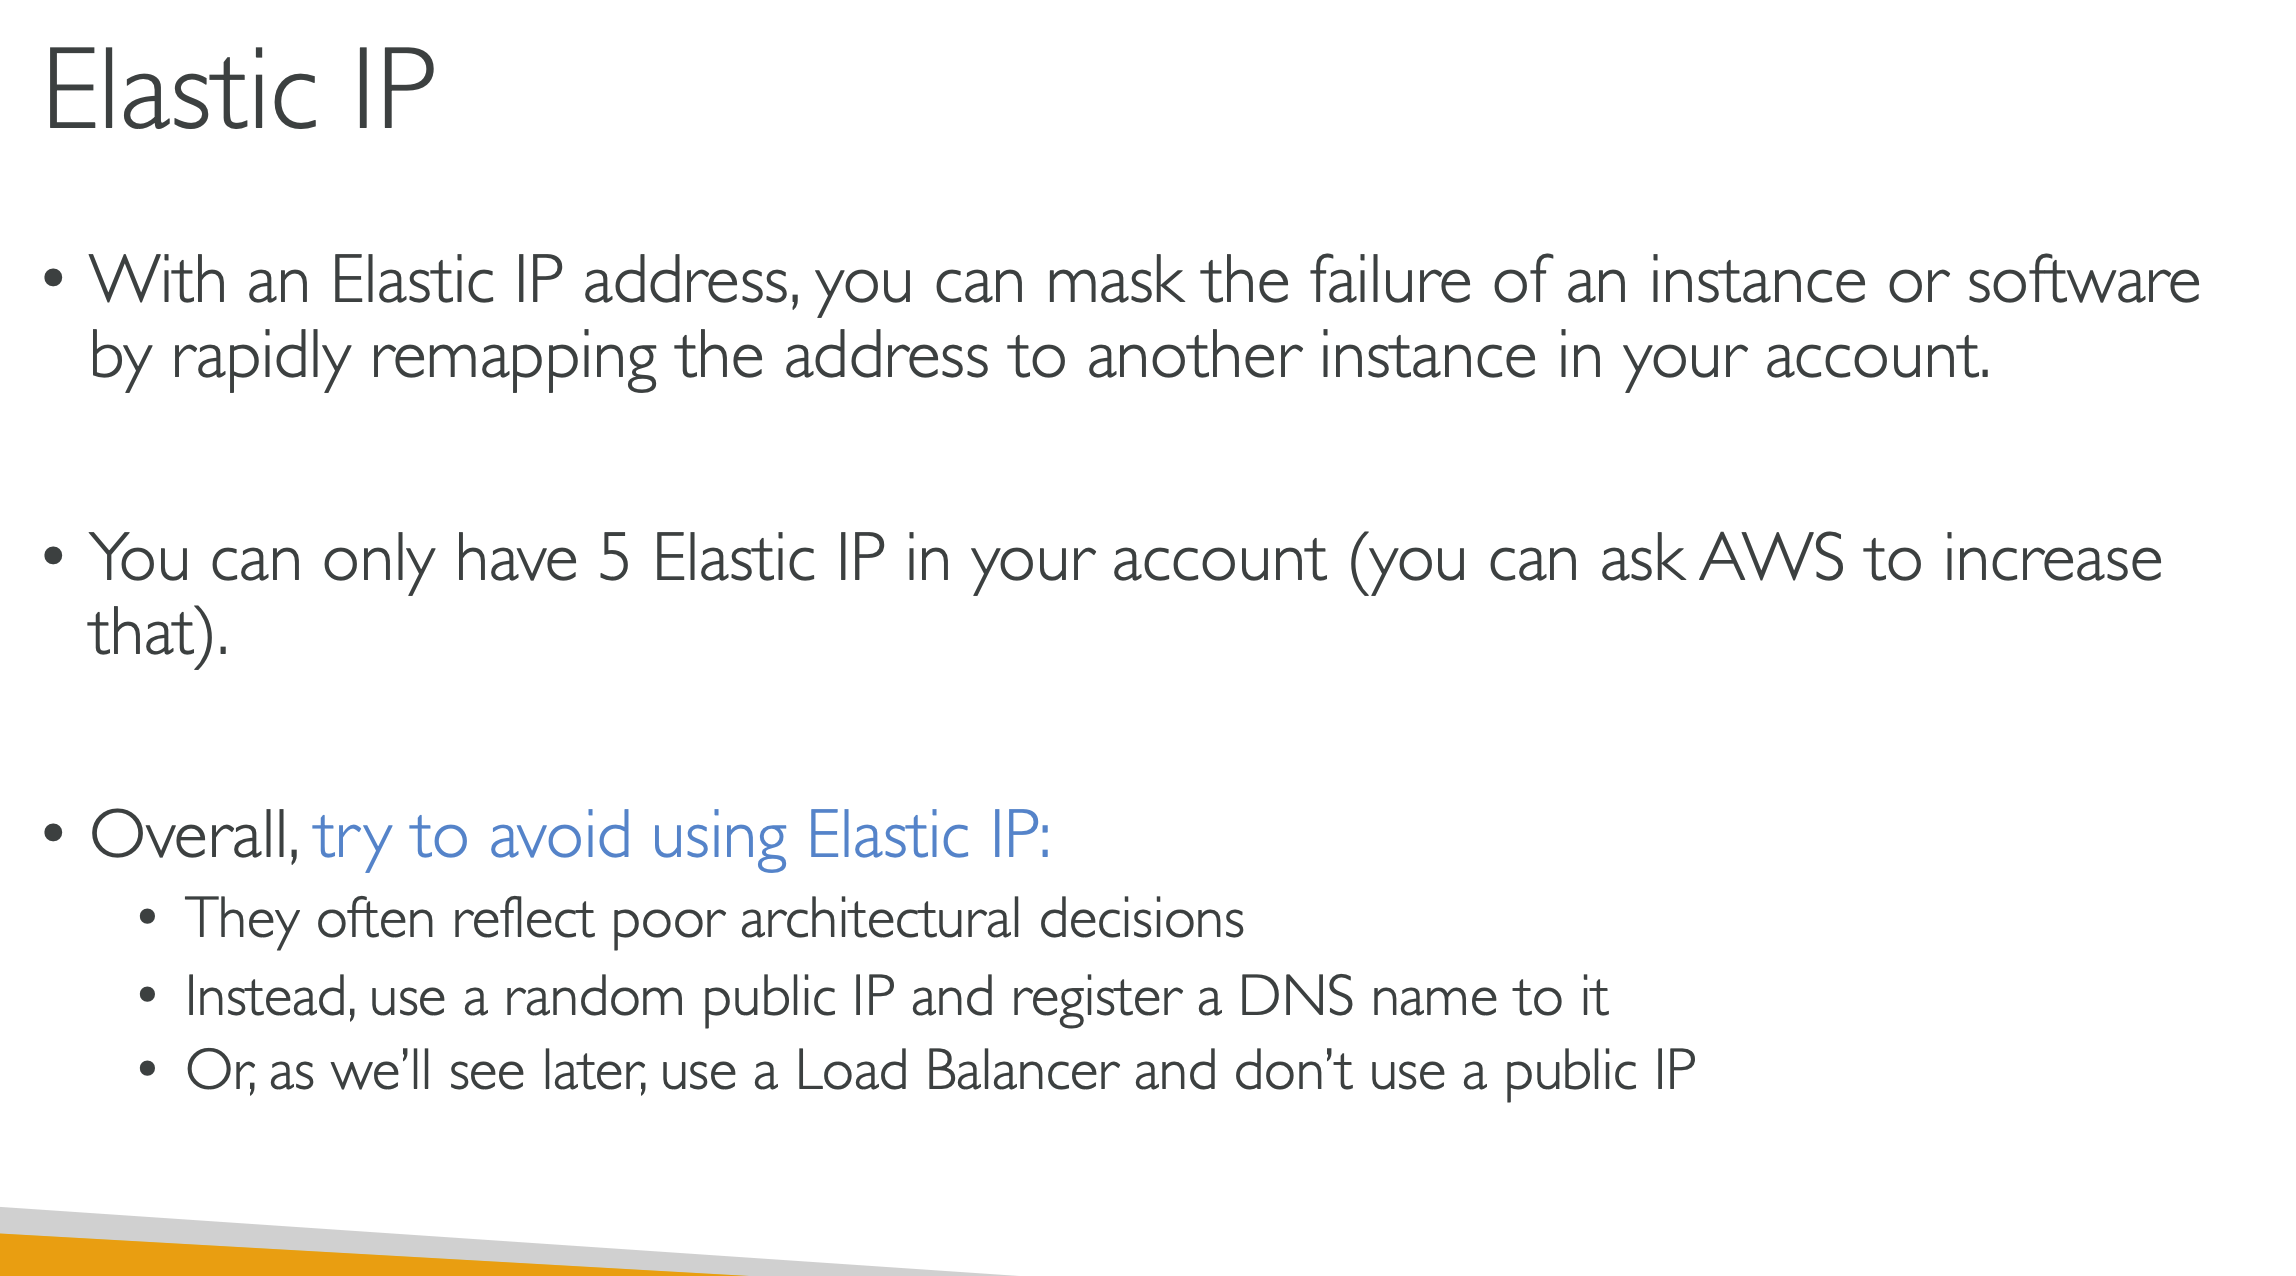 Elastic IP
• With an Elastic IP address, you can mask the failure of an instance or software
by rapidly remapping the address to another instance in your account.
• You can only have 5 Elastic IP in your account (you can ask AWS to increase
that).
• Overall, try to avoid using Elastic IP:
• They often reflect poor architectural decisions
• Instead, use a random public IP and register a DNS name to it
• Or, as we’ll see later, use a Load Balancer and don’t use a public IP